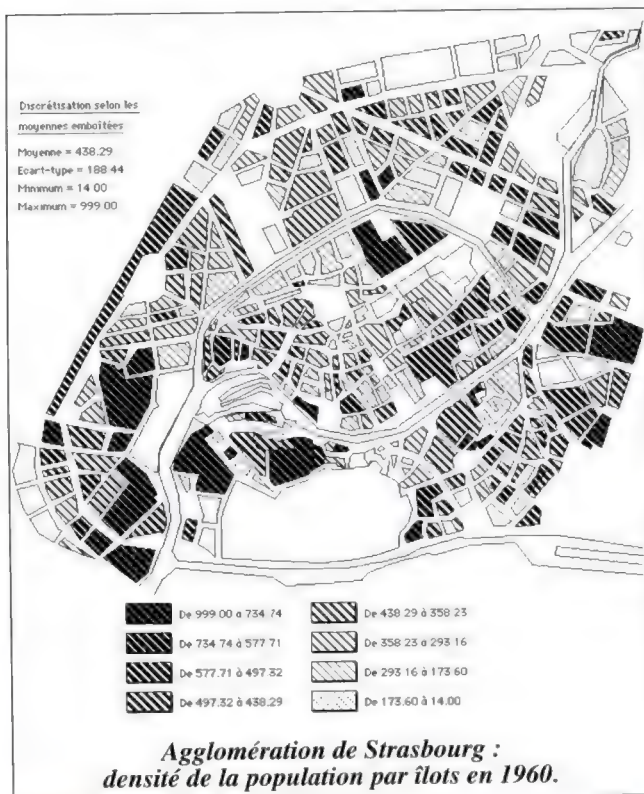 Discrétisation selon les
moyennes emboîtées
Moyenne = 438.29
Ecart-type = 188.44
Minimum = 14 00
Maximum = 999 00
De 999.00 a 734.74
De 734.74 à 577.71
De 577.71 à 497.32
De 497.32 à 438.29
De 438.29 à 358.23
De 358.23 à 293.16
De 293 16 à 173.60
De 173.60 à 14.00
Agglomération de Strasbourg :
densité de la population par îlots en 1960.